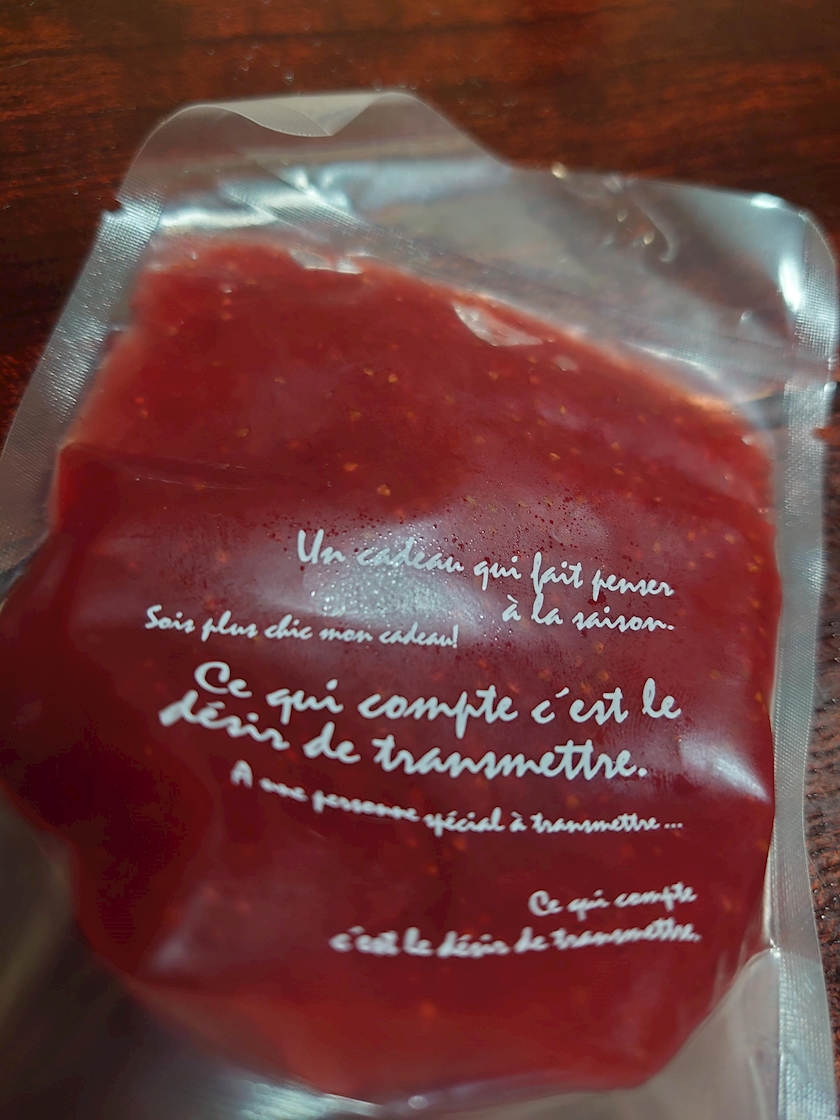 Un cadeau qui fait penser
à la saison.
Sois plus chic mon cadeau!
Ce qui compte c'est le
désir de transmettre.
A une personne spécial à transmettre...
Ce qui compte
c'est le désir de transmettre.